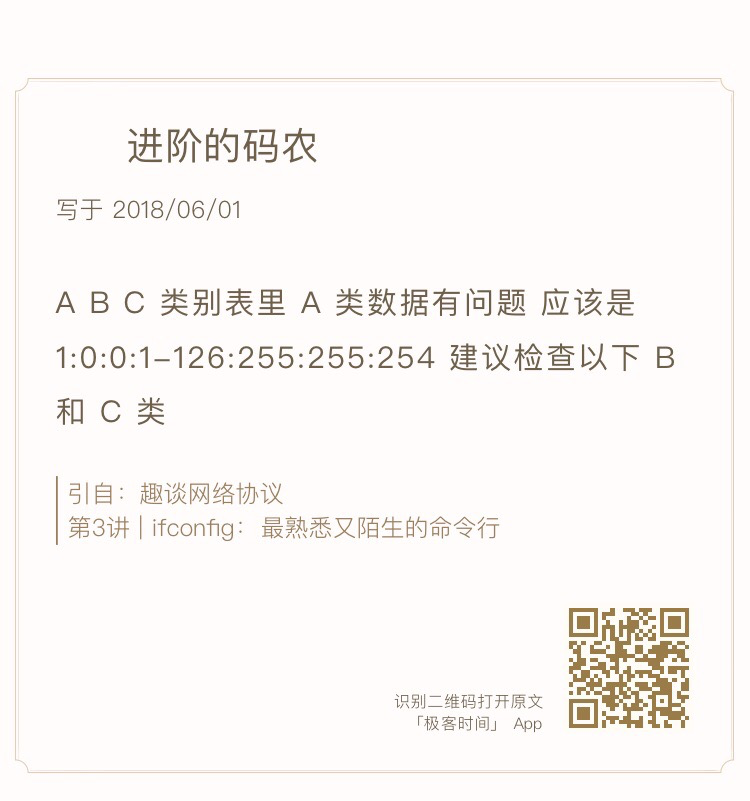 进阶的码农
写于 2018/06/01
A B C 类别表里 A 类数据有问题 应该是
1:0:0:1-126:255:255:254 建议检查以下 B
和 C 类
引自：趣谈网络协议
第3讲 | ifconfig： 最熟悉又陌生的命令行
识别二维码打开原文
「极客时间」 App